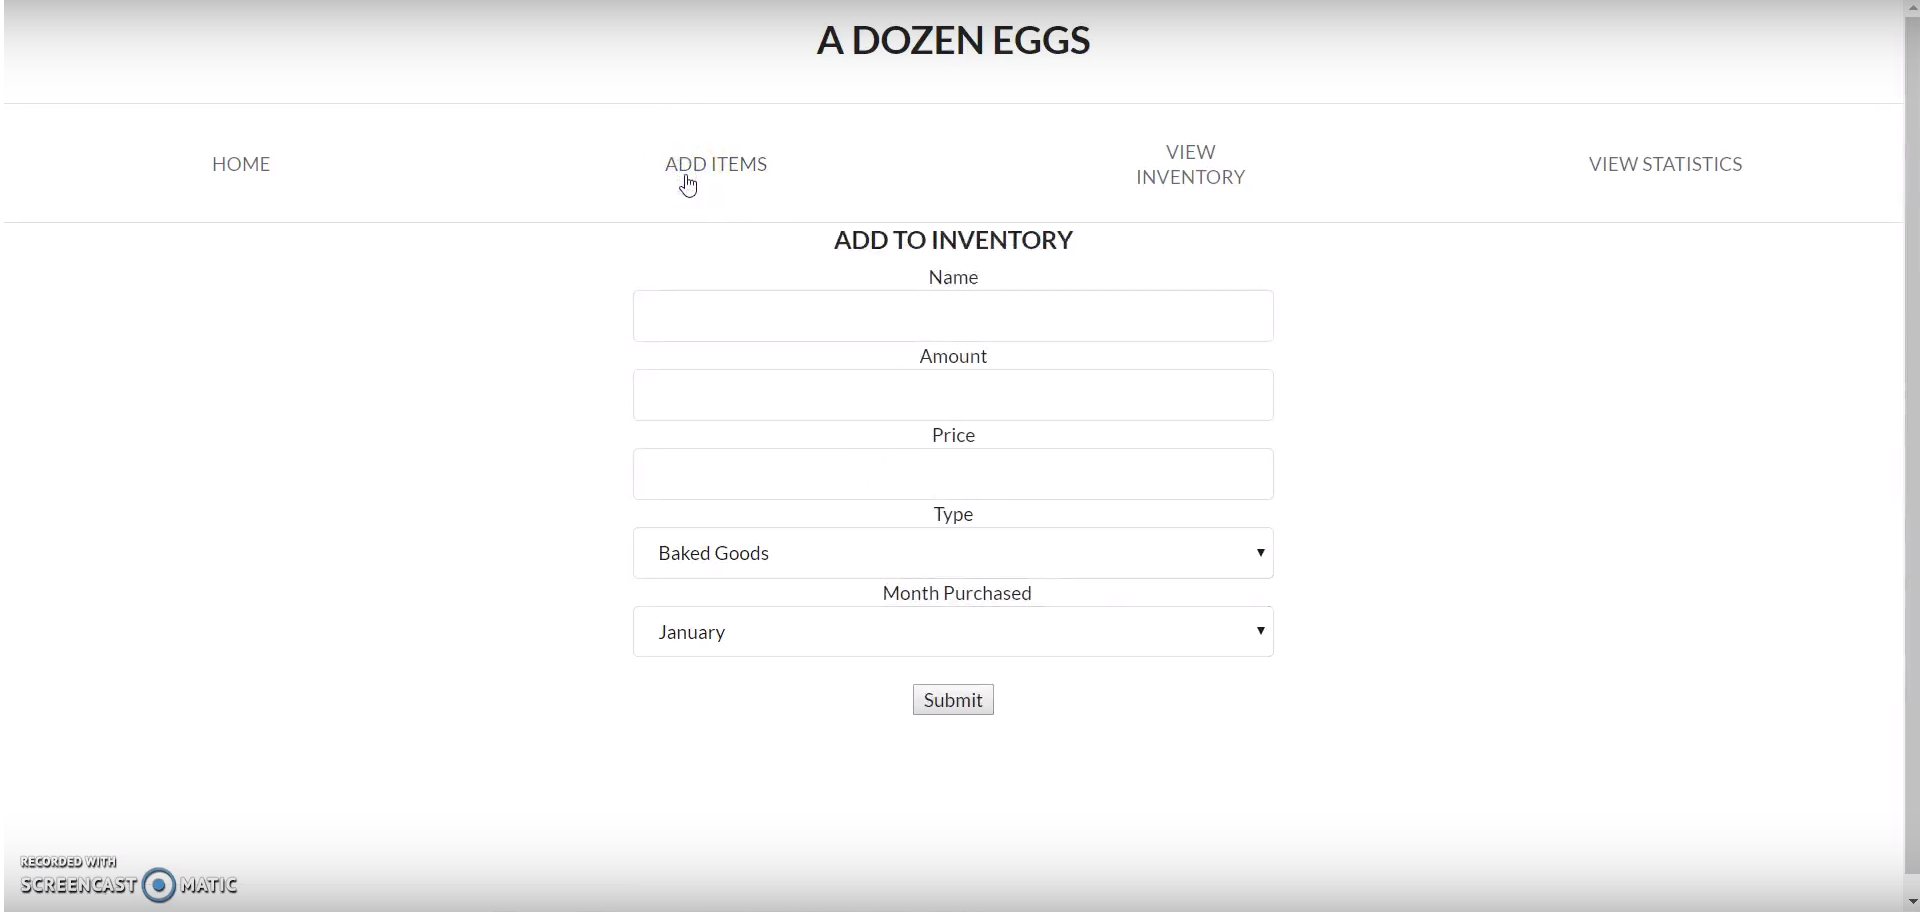 A DOZEN EGGS
HOME
ADD ITEMS
VIEW
INVENTORY
VIEW STATISTICS
ADD TO INVENTORY
Name
Amount
Price
Type
Baked Goods
Month Purchased
January
Submit
RECORDED WITH
SCREENCAST MATIC